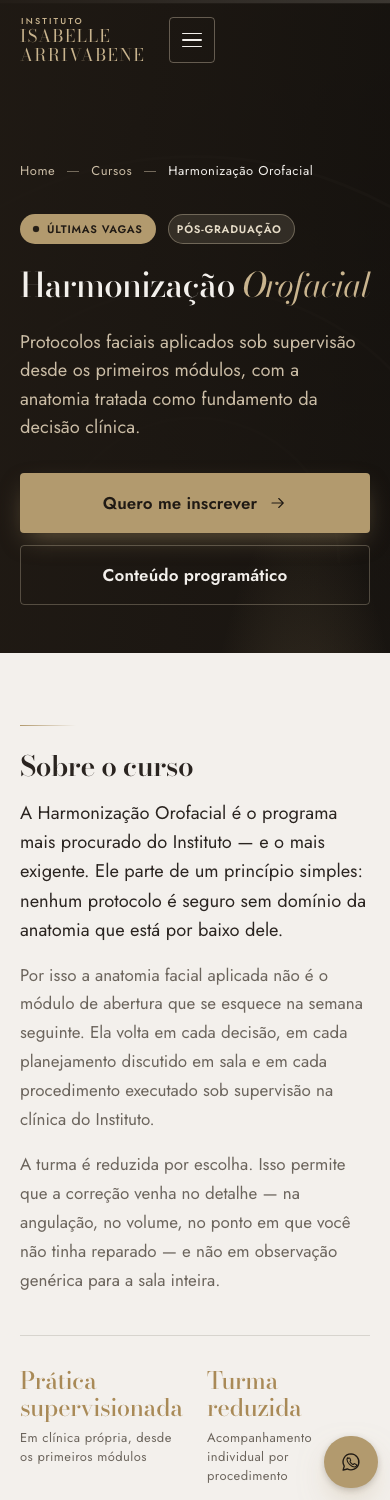 INSTITUTO
ISABELLE
ARRIVABENE
Home — Cursos — Harmonização Orofacial
ÚLTIMAS VAGAS PÓS-GRADUAÇÃO
Harmonização Orofacial
Protocolos faciais aplicados sob supervisão
desde os primeiros módulos, com a
anatomia tratada como fundamento da
decisão clínica.
Quero me inscrever →
Conteúdo programático
Sobre o curso
A Harmonização Orofacial é o programa
mais procurado do Instituto — e o mais
exigente. Ele parte de um princípio simples:
nenhum protocolo é seguro sem domínio da
anatomia que está por baixo dele.
Por isso a anatomia facial aplicada não é o
módulo de abertura que se esquece na semana
seguinte. Ela volta em cada decisão, em cada
planejamento discutido em sala e em cada
procedimento executado sob supervisão na
clínica do Instituto.
A turma é reduzida por escolha. Isso permite
que a correção venha no detalhe — na
angulação, no volume, no ponto em que você
não tinha reparado — e não em observação
genérica para a sala inteira.
Prática
supervisionada
Em clínica própria, desde
os primeiros módulos
Turma
reduzida
Acompanhamento
individual por
procedimento